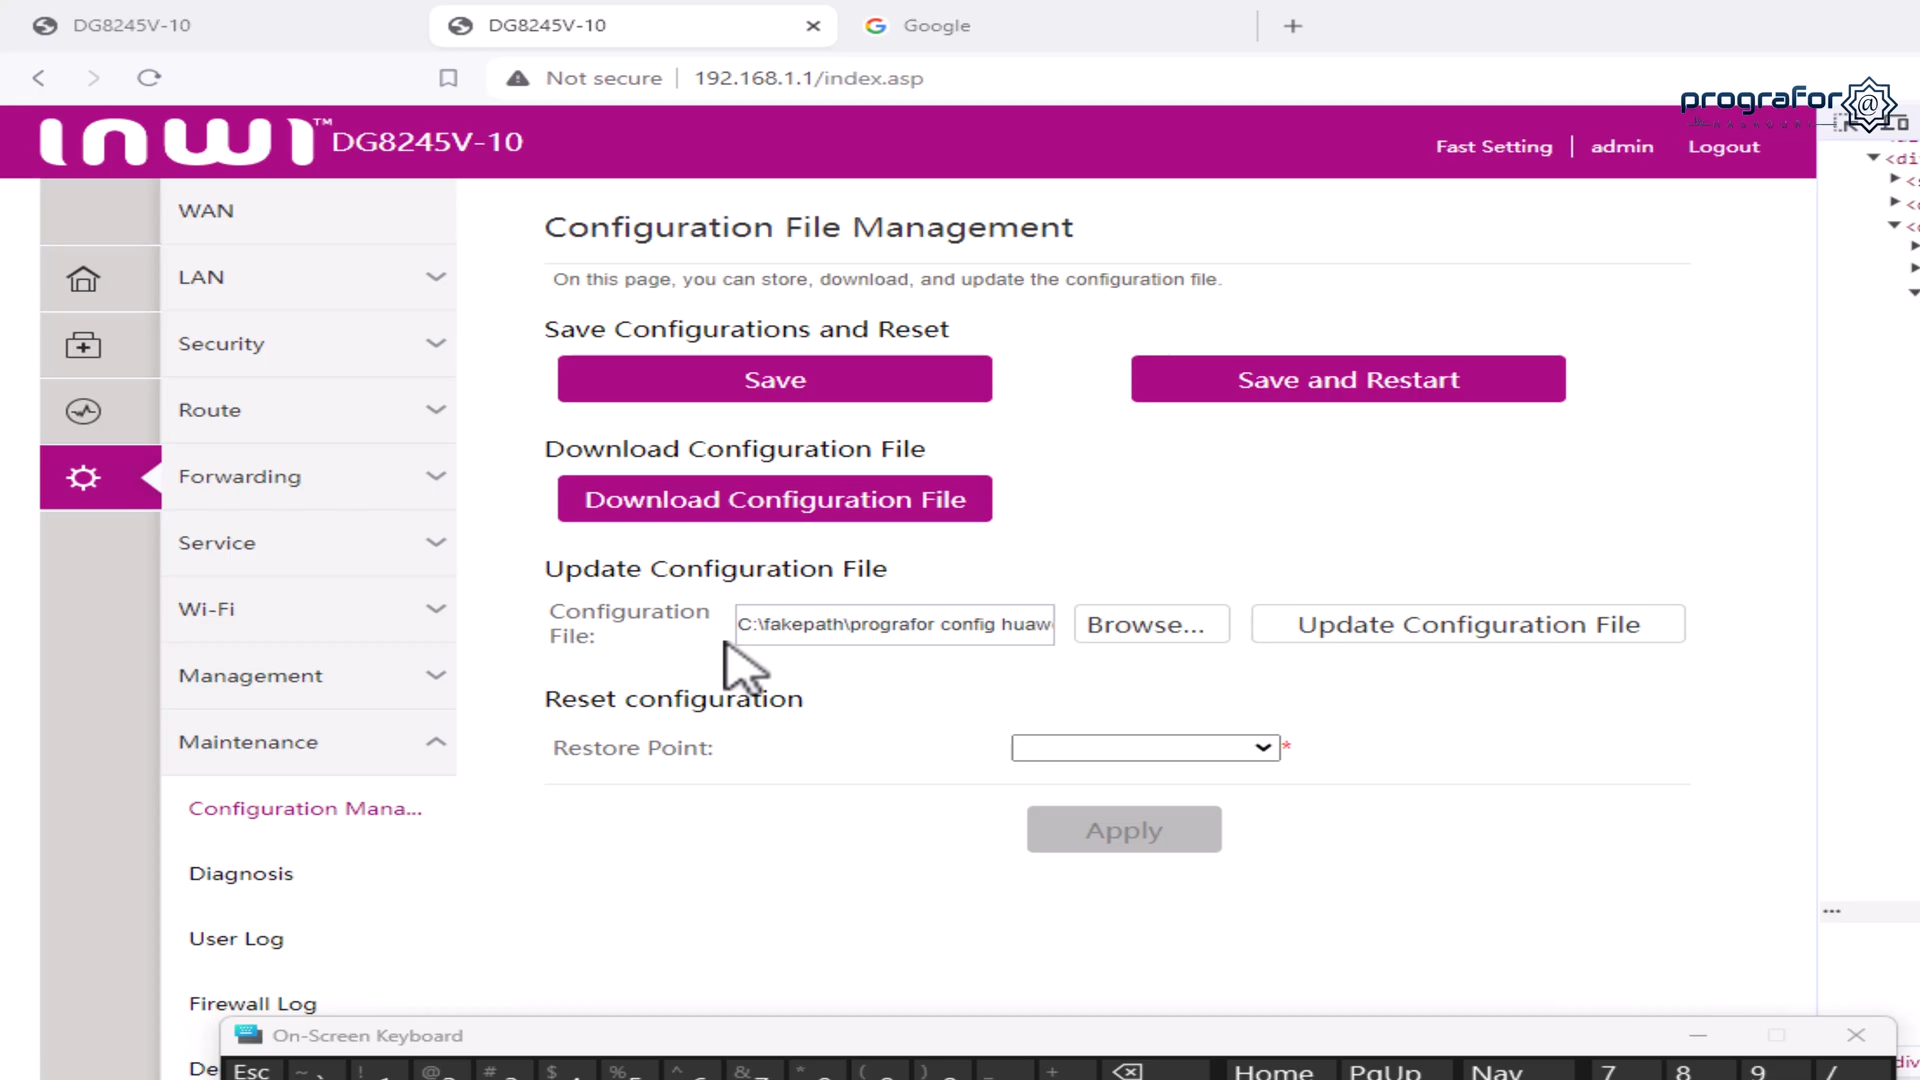 DG8245V-10
DG8245V-10
Google
Not secure
192.168.1.1/index.asp
prografor
@
inwi™ DG8245V-10
Fast Setting
admin
Logout
WAN
LAN
Security
Route
Forwarding
Service
Wi-Fi
Management
Maintenance
Configuration Mana...
Diagnosis
User Log
Firewall Log
De
Configuration File Management
On this page, you can store, download, and update the configuration file.
Save Configurations and Reset
Save
Save and Restart
Download Configuration File
Download Configuration File
Update Configuration File
Configuration
File:
C:\fakepath\prografor config huaw
Browse...
Update Configuration File
Reset configuration
Restore Point:
*
Apply
<di
...
div
On-Screen Keyboard
Esc
Home
PgUp
Nav
7
8
9
/